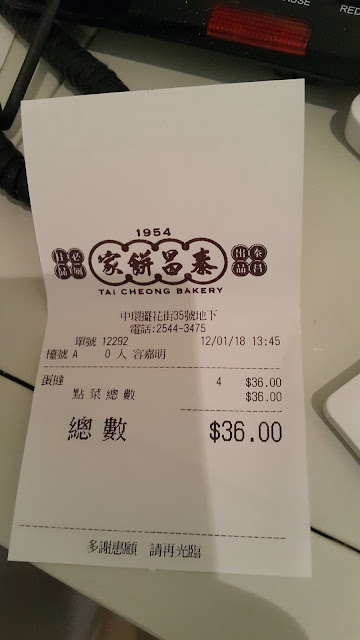 RED
1954
家餅昌泰
TAI CHEONG BAKERY
中環擺花街35號地下
電話:2544-3475
單號 12292 12/01/18 13:45
檯號 A 0 人 容嘉明
蛋撻 4 $36.00
點菜總數 $36.00
總數 $36.00
多謝惠顧 請再光臨